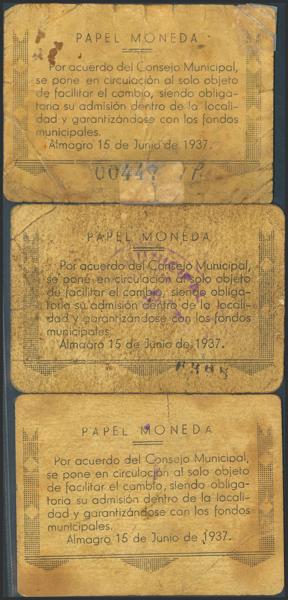 PAPEL MONEDA
Por acuerdo del Consejo Municipal,
se pone en circulación al solo objeto
de facilitar el cambio, siendo obliga-
toria su admisión dentro de la locali-
dad y garantizándose con los fondos
municipales.
Almagro 15 de Junio de 1937.
PAPEL MONEDA
Por acuerdo del Concejo Municipal,
se pone en circulación al solo objeto
de facilitar el cambio, siendo obliga-
toria su admisión dentro de la locali-
dad y garantizándose con los fondos
municipales.
Almagro 15 de Junio de 1937.
PAPEL MONEDA
Por acuerdo del Consejo Municipal,
se pone en circulación al solo objeto
de facilitar el cambio, siendo obliga-
toria su admisión dentro de la locali-
dad y garantizándose con los fondos
municipales.
Almagro 15 de Junio de 1937.